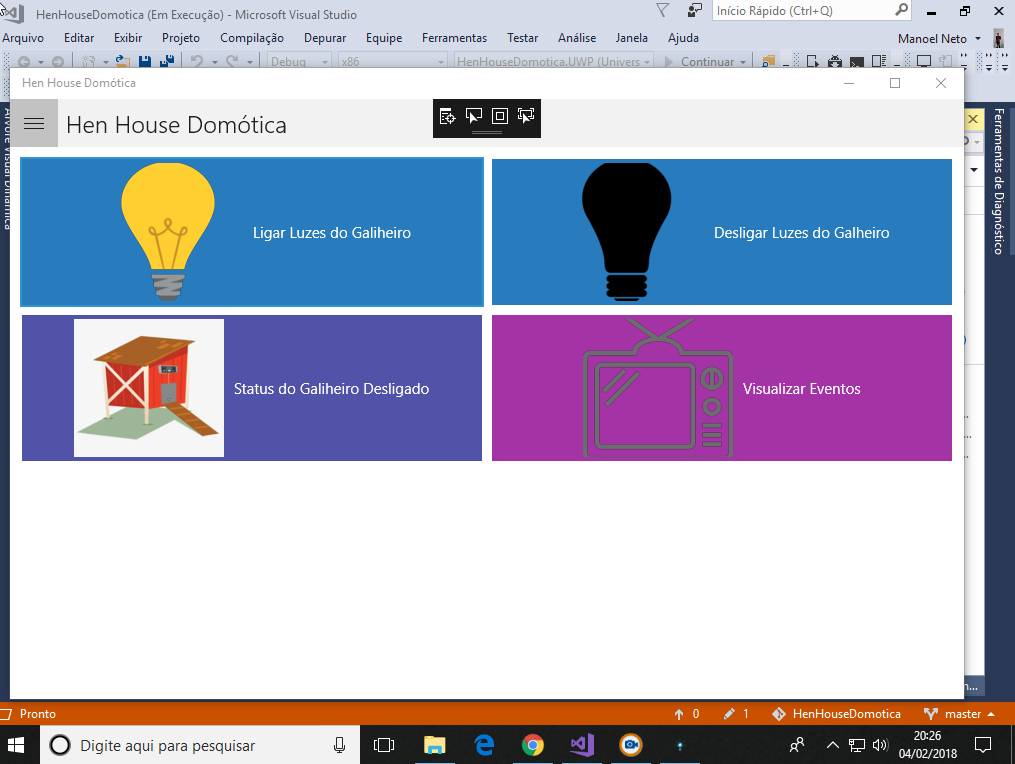 HenHouseDomotica (Em Execução) - Microsoft Visual Studio
Início Rápido (Ctrl+Q)
Arquivo Editar Exibir Projeto Compilação Depurar Equipe Ferramentas Testar Análise Janela Ajuda Manoel Neto
Debug x86 HenHouseDomotica.UWP (Univers Continuar
Hen House Domótica
Hen House Domótica
Árvore Visual Dinâmica
Ferramentas de Diagnóstico
Ligar Luzes do Galiheiro
Desligar Luzes do Galheiro
Status do Galiheiro Desligado
Visualizar Eventos
Pronto 0 1 HenHouseDomotica master
Digite aqui para pesquisar
20:26
04/02/2018